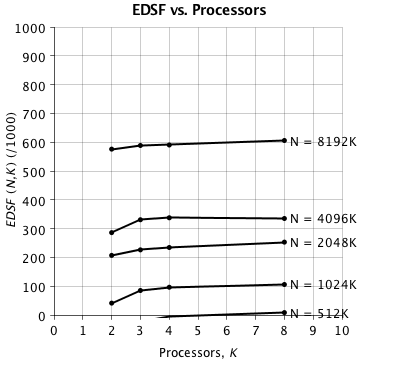 EDSF vs. Processors
1000
900
800
700
600
500
400
300
200
100
0
EDSF (N,K) (/1000)
N = 8192K
N = 4096K
N = 2048K
N = 1024K
N = 512K
0 1 2 3 4 5 6 7 8 9 10
Processors, K